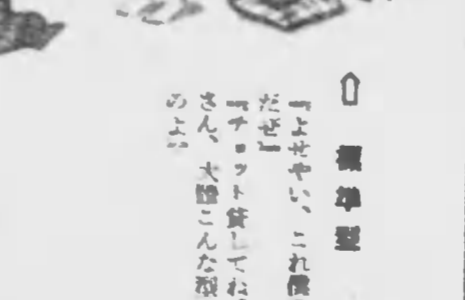 標準型
「よせやい、これ僕の
だぜ」
「チョット貸してね
さん、大體こんな
のよ